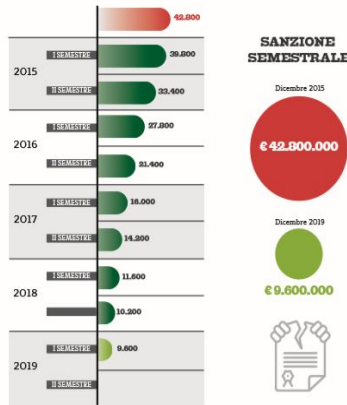 42.800
2015
I SEMESTRE
39.800
II SEMESTRE
33.400
2016
I SEMESTRE
27.800
II SEMESTRE
21.400
2017
I SEMESTRE
16.000
II SEMESTRE
14.200
2018
I SEMESTRE
11.600
10.200
2019
I SEMESTRE
9.600
II SEMESTRE
SANZIONE
SEMESTRALE
Dicembre 2015
€ 42.800.000
Dicembre 2019
€ 9.600.000